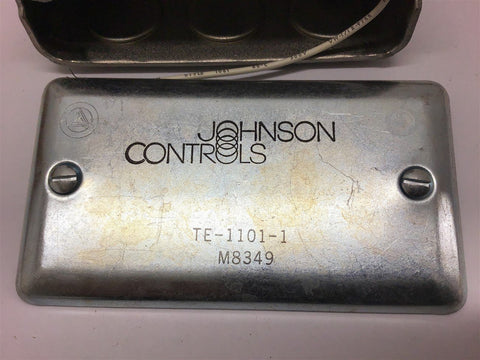 JOHNSON
CONTROLS
TE-1101-1
M8349